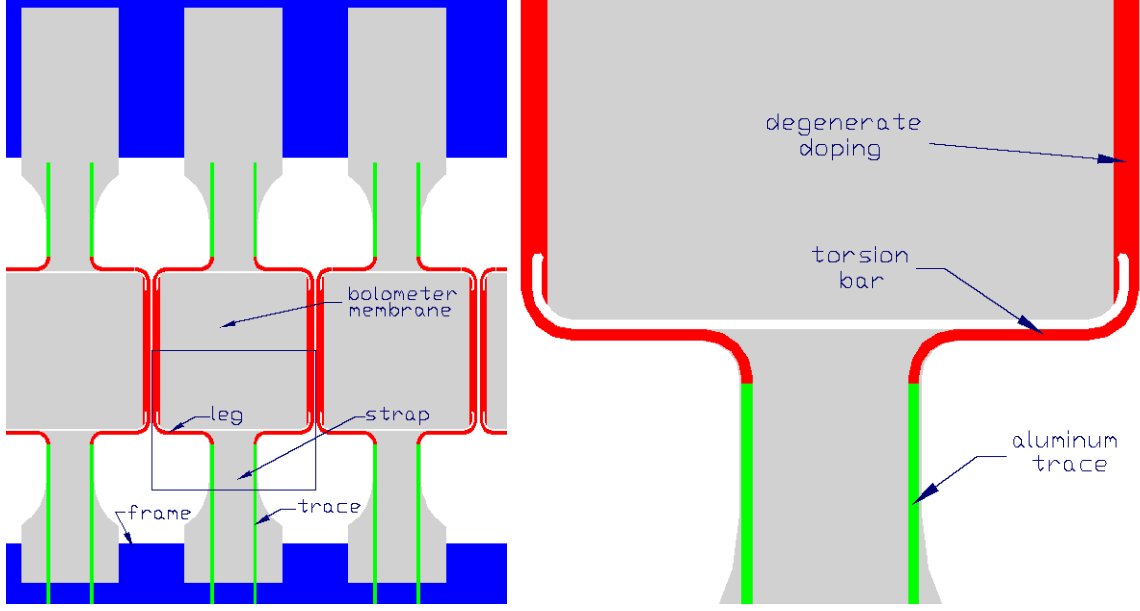 bolometer
membrane
leg
strap
trace
frame
degenerate
doping
torsion
bar
aluminum
trace